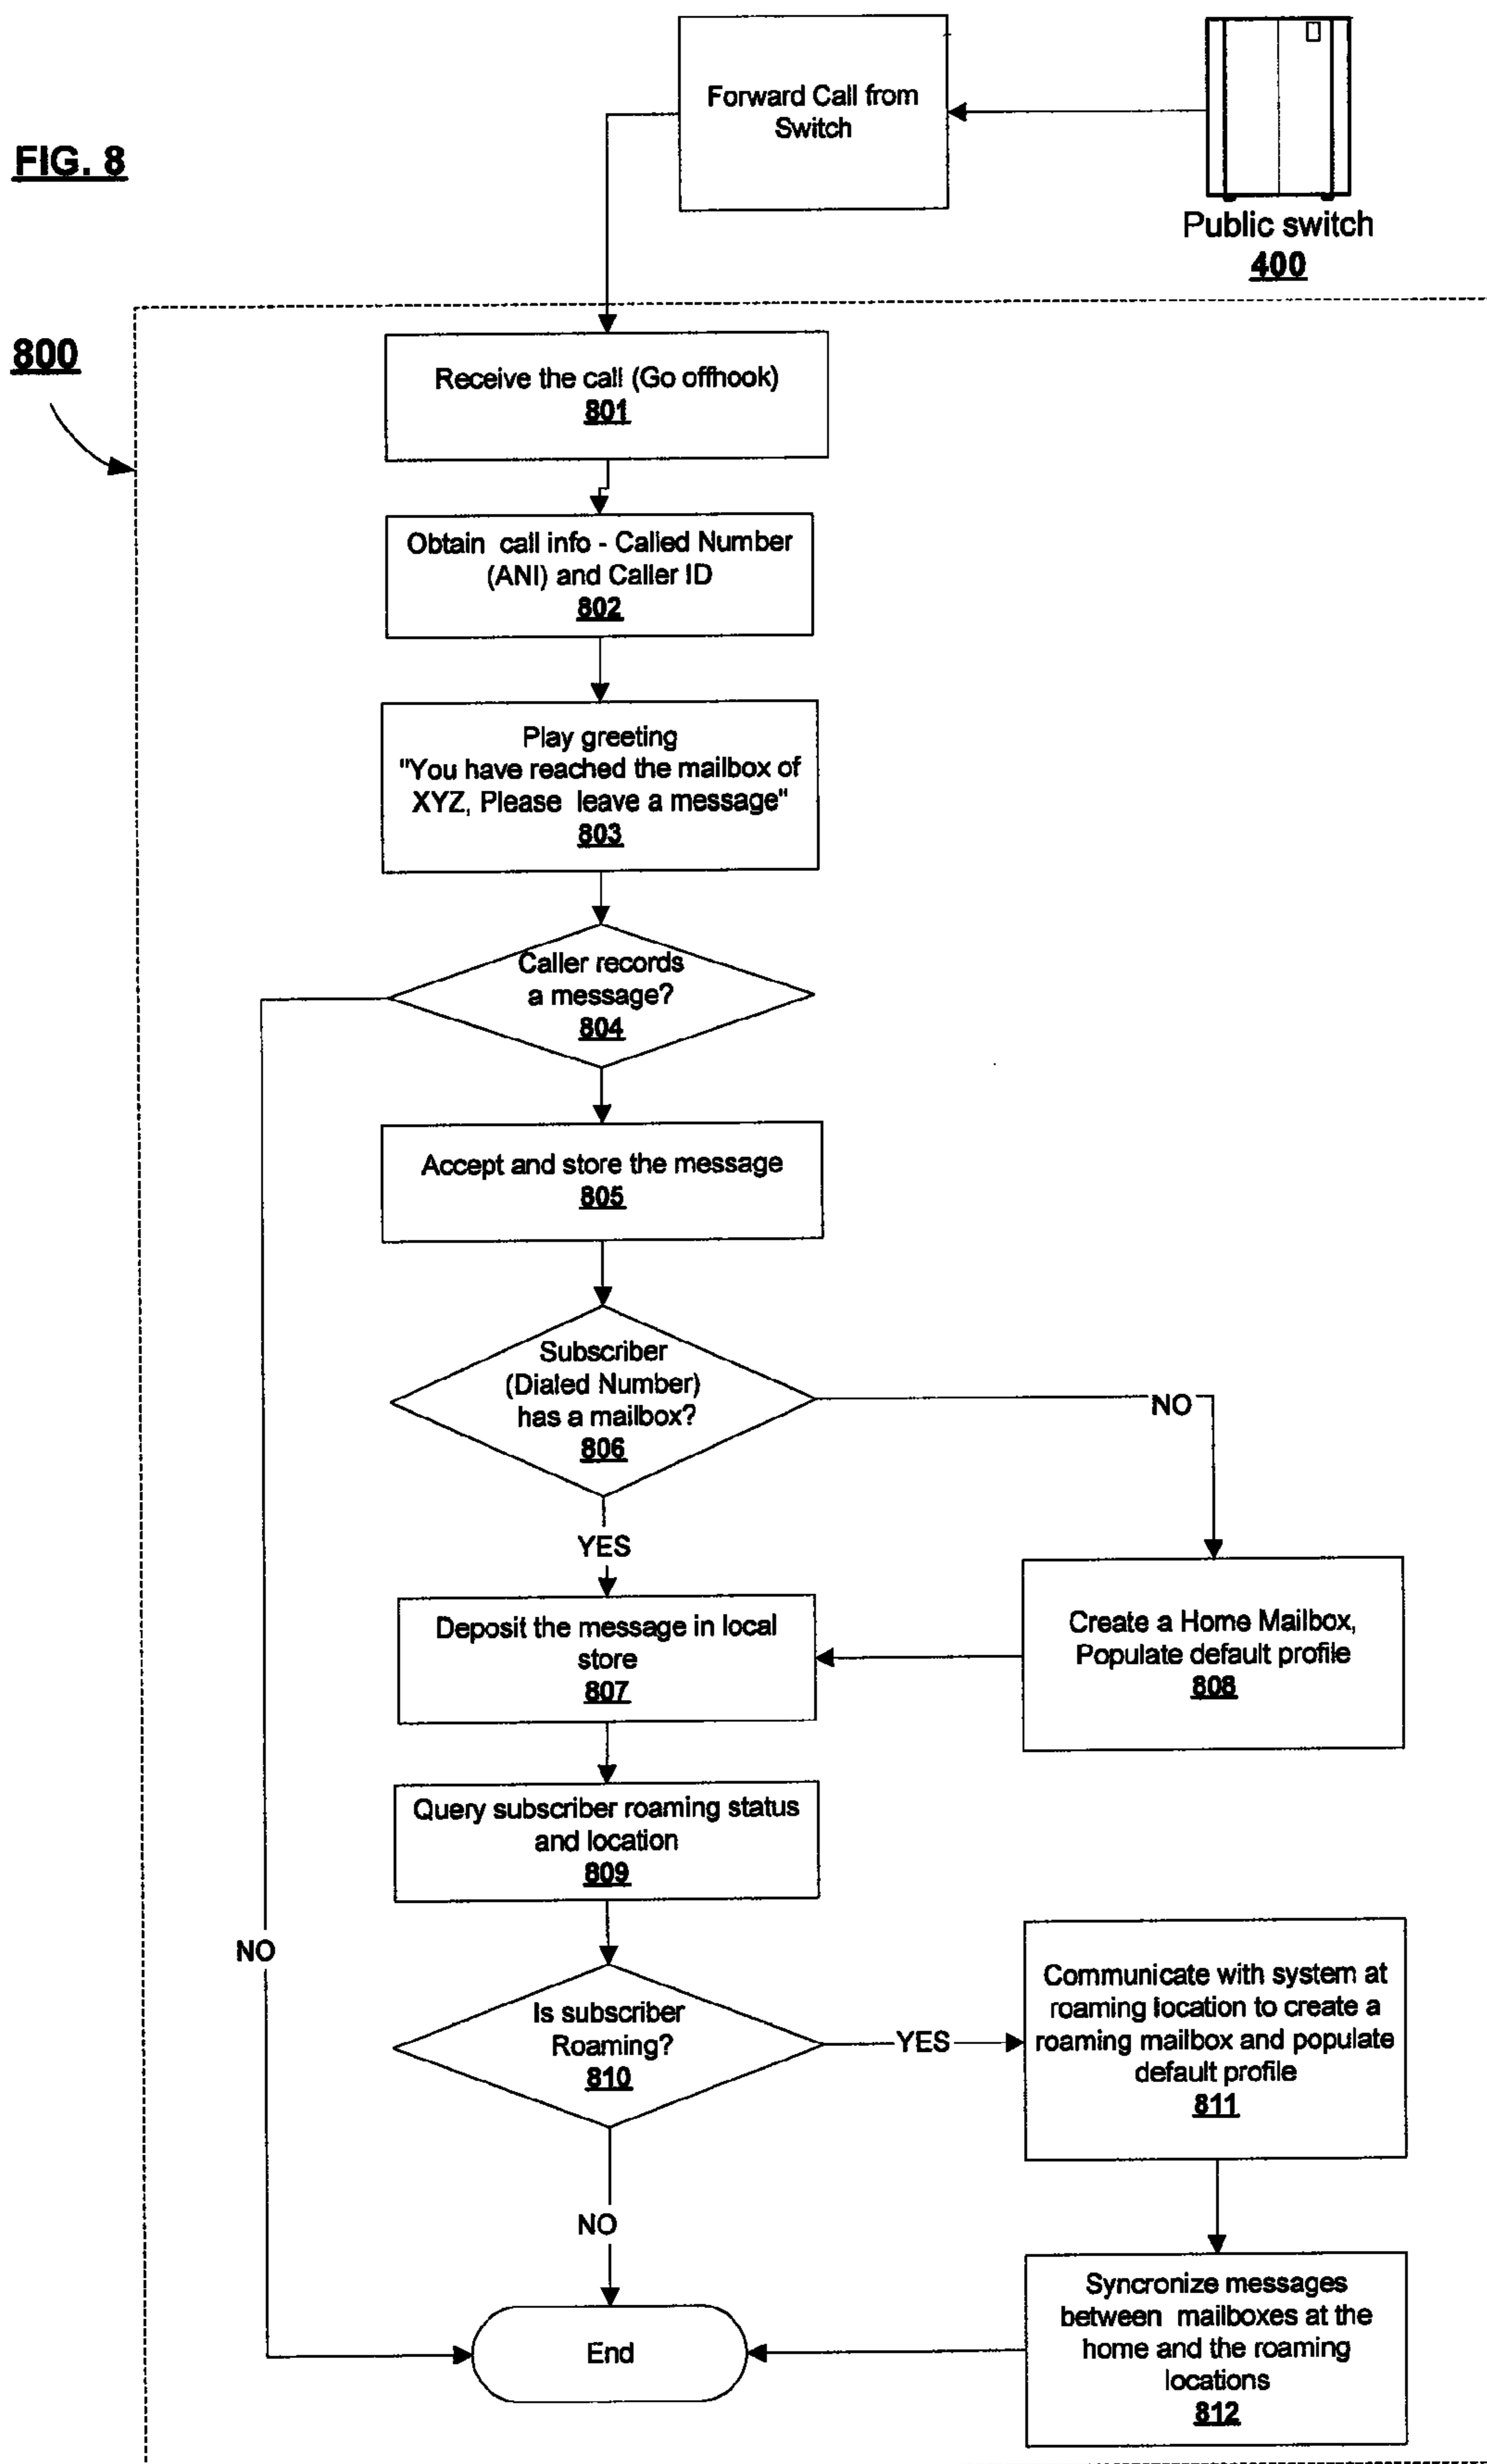 FIG. 8
Forward Call from
Switch
Public switch
400
800
Receive the call (Go offhook)
801
Obtain call info - Called Number
(ANI) and Caller ID
802
Play greeting
"You have reached the mailbox of
XYZ, Please leave a message"
803
Caller records
a message?
804
Accept and store the message
805
Subscriber
(Dialed Number)
has a mailbox?
806
NO
YES
Deposit the message in local
store
807
Create a Home Mailbox,
Populate default profile
808
Query subscriber roaming status
and location
809
NO
Is subscriber
Roaming?
810
YES
Communicate with system at
roaming location to create a
roaming mailbox and populate
default profile
811
NO
End
Syncronize messages
between mailboxes at the
home and the roaming
locations
812